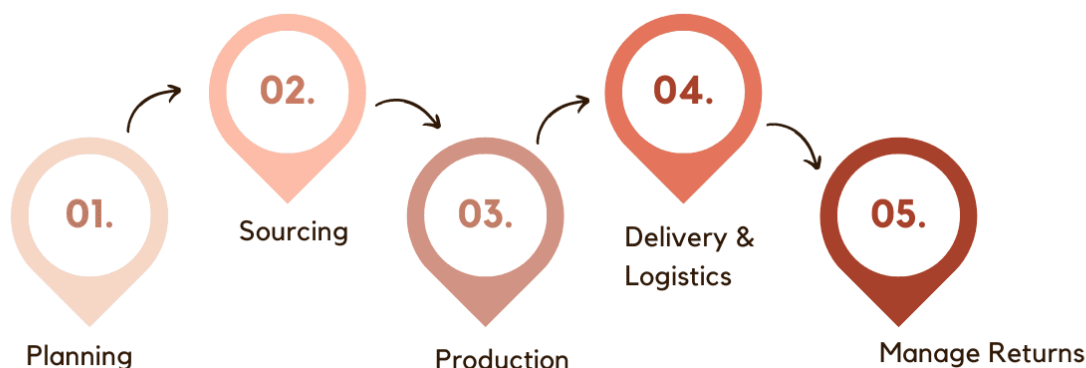 01.
Planning
02.
Sourcing
03.
Production
04.
Delivery &
Logistics
05.
Manage Returns